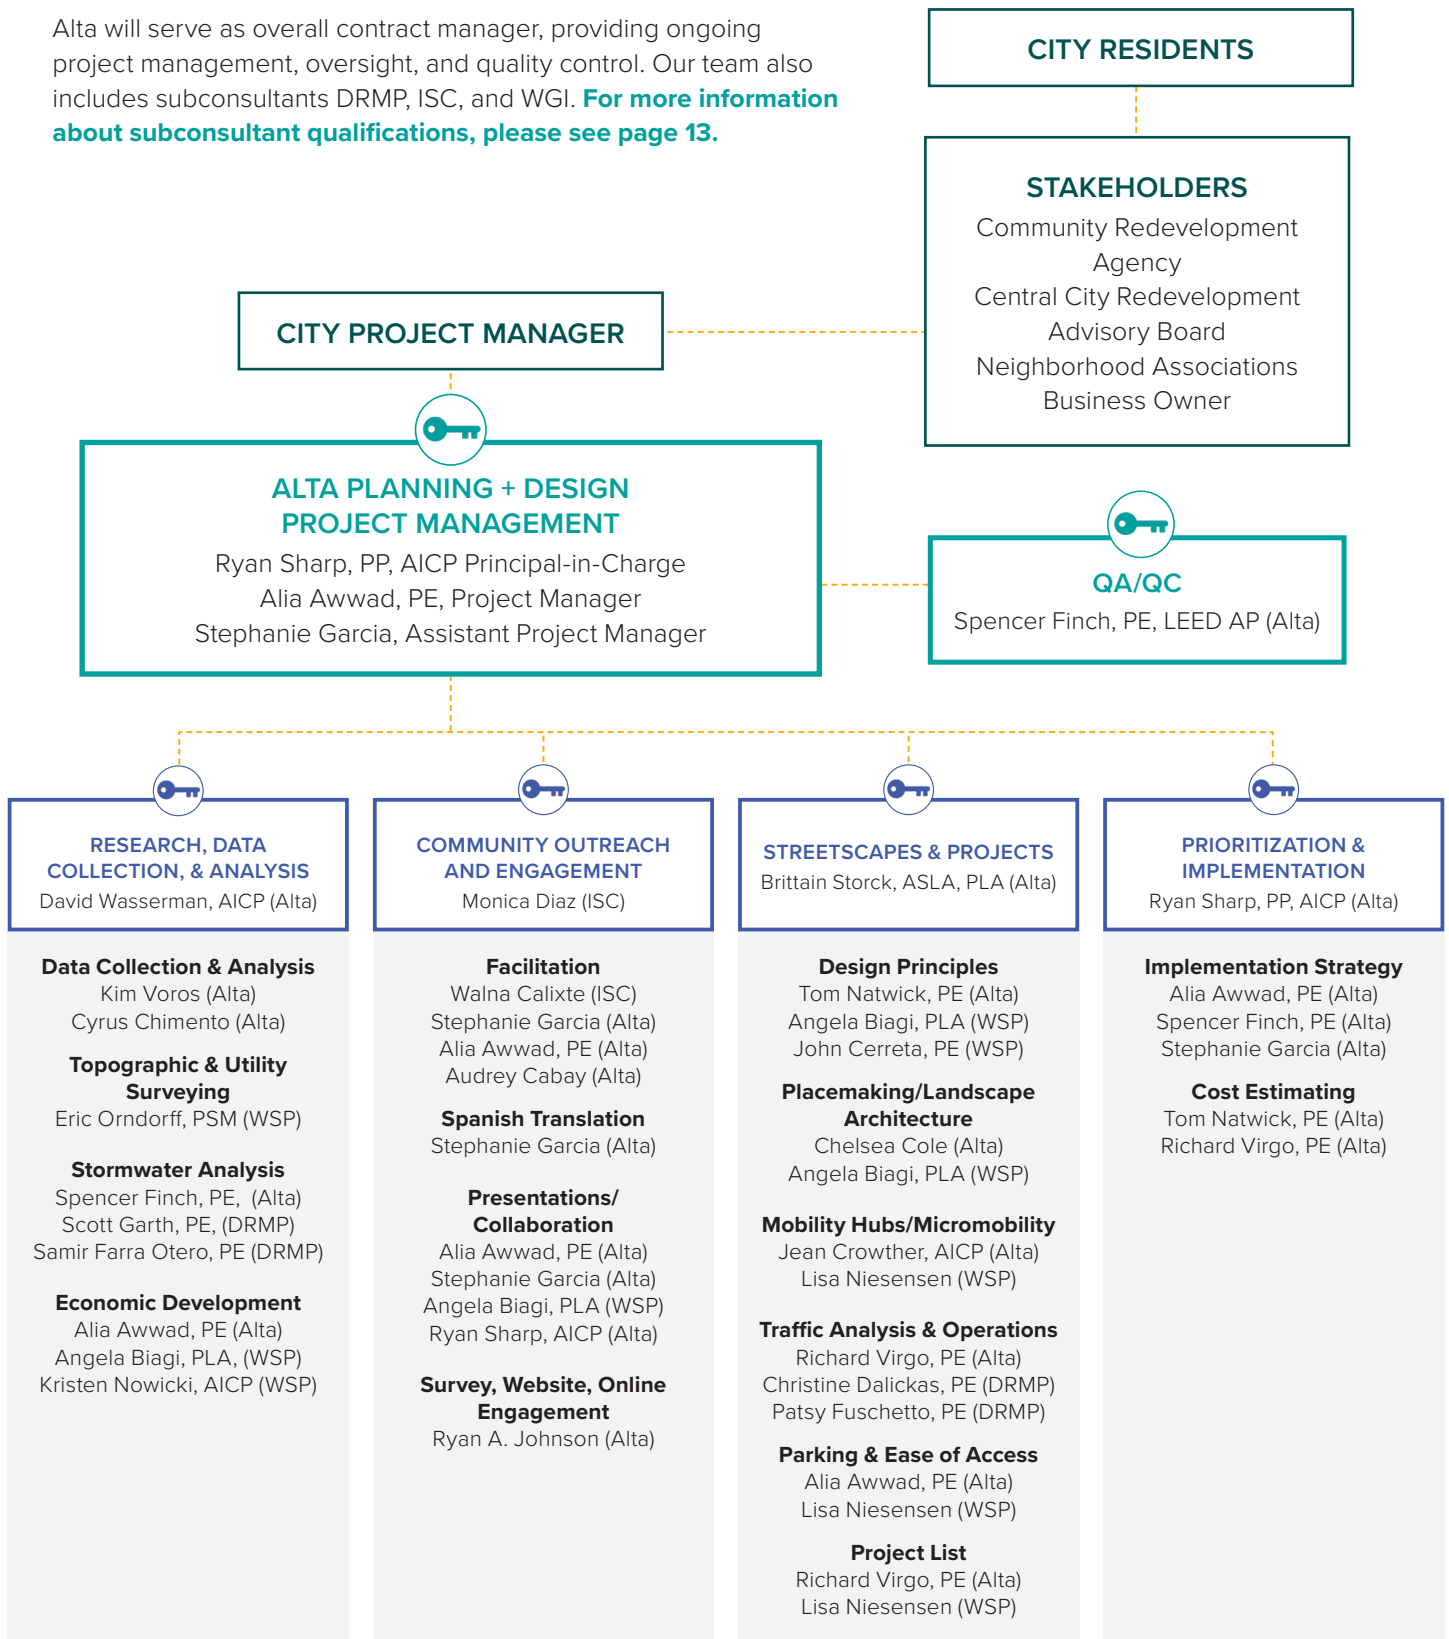 Alta will serve as overall contract manager, providing ongoing
project management, oversight, and quality control. Our team also
includes subconsultants DRMP, ISC, and WGI. For more information
about subconsultant qualifications, please see page 13.
CITY RESIDENTS
STAKEHOLDERS
Community Redevelopment
Agency
Central City Redevelopment
Advisory Board
Neighborhood Associations
Business Owner
CITY PROJECT MANAGER
ALTA PLANNING + DESIGN
PROJECT MANAGEMENT
Ryan Sharp, PP, AICP Principal-in-Charge
Alia Awwad, PE, Project Manager
Stephanie Garcia, Assistant Project Manager
QA/QC
Spencer Finch, PE, LEED AP (Alta)
RESEARCH, DATA
COLLECTION, & ANALYSIS
David Wasserman, AICP (Alta)
Data Collection & Analysis
Kim Voros (Alta)
Cyrus Chimento (Alta)
Topographic & Utility
Surveying
Eric Orndorff, PSM (WSP)
Stormwater Analysis
Spencer Finch, PE, (Alta)
Scott Garth, PE, (DRMP)
Samir Farra Otero, PE (DRMP)
Economic Development
Alia Awwad, PE (Alta)
Angela Biagi, PLA, (WSP)
Kristen Nowicki, AICP (WSP)
COMMUNITY OUTREACH
AND ENGAGEMENT
Monica Diaz (ISC)
Facilitation
Walna Calixte (ISC)
Stephanie Garcia (Alta)
Alia Awwad, PE (Alta)
Audrey Cabay (Alta)
Spanish Translation
Stephanie Garcia (Alta)
Presentations/
Collaboration
Alia Awwad, PE (Alta)
Stephanie Garcia (Alta)
Angela Biagi, PLA (WSP)
Ryan Sharp, AICP (Alta)
Survey, Website, Online
Engagement
Ryan A. Johnson (Alta)
STREETSCAPES & PROJECTS
Brittain Storck, ASLA, PLA (Alta)
Design Principles
Tom Natwick, PE (Alta)
Angela Biagi, PLA (WSP)
John Cerreta, PE (WSP)
Placemaking/Landscape
Architecture
Chelsea Cole (Alta)
Angela Biagi, PLA (WSP)
Mobility Hubs/Micromobility
Jean Crowther, AICP (Alta)
Lisa Niesensen (WSP)
Traffic Analysis & Operations
Richard Virgo, PE (Alta)
Christine Dalickas, PE (DRMP)
Patsy Fuschetto, PE (DRMP)
Parking & Ease of Access
Alia Awwad, PE (Alta)
Lisa Niesensen (WSP)
Project List
Richard Virgo, PE (Alta)
Lisa Niesensen (WSP)
PRIORITIZATION &
IMPLEMENTATION
Ryan Sharp, PP, AICP (Alta)
Implementation Strategy
Alia Awwad, PE (Alta)
Spencer Finch, PE (Alta)
Stephanie Garcia (Alta)
Cost Estimating
Tom Natwick, PE (Alta)
Richard Virgo, PE (Alta)